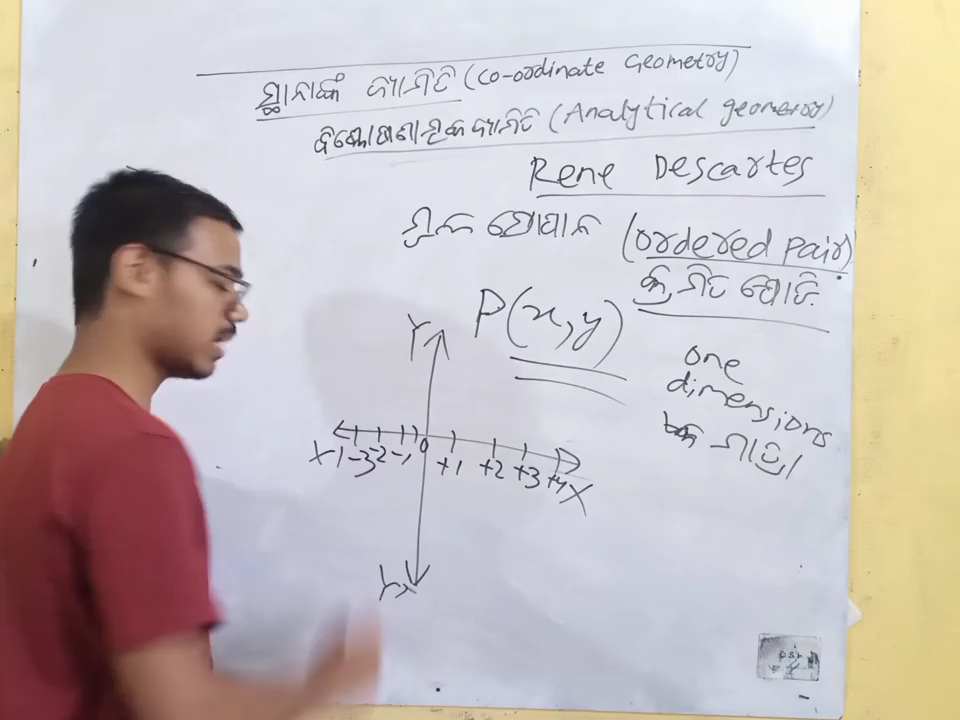 ସ୍ଥାନାଙ୍କ ଜ୍ୟାମିତି (Co-ordinate Geometry)
ବିଶ୍ଳେଷଣାତ୍ମକ ଜ୍ୟାମିତି (Analytical geometry)
Rene Descartes
(ordered pair)
କ୍ରମିତ ଯୋଡି
P(x,y)
Y
one
dimensions
ମାତ୍ରା
-3 -2 -1 0 +1 +2 +3 +4
X